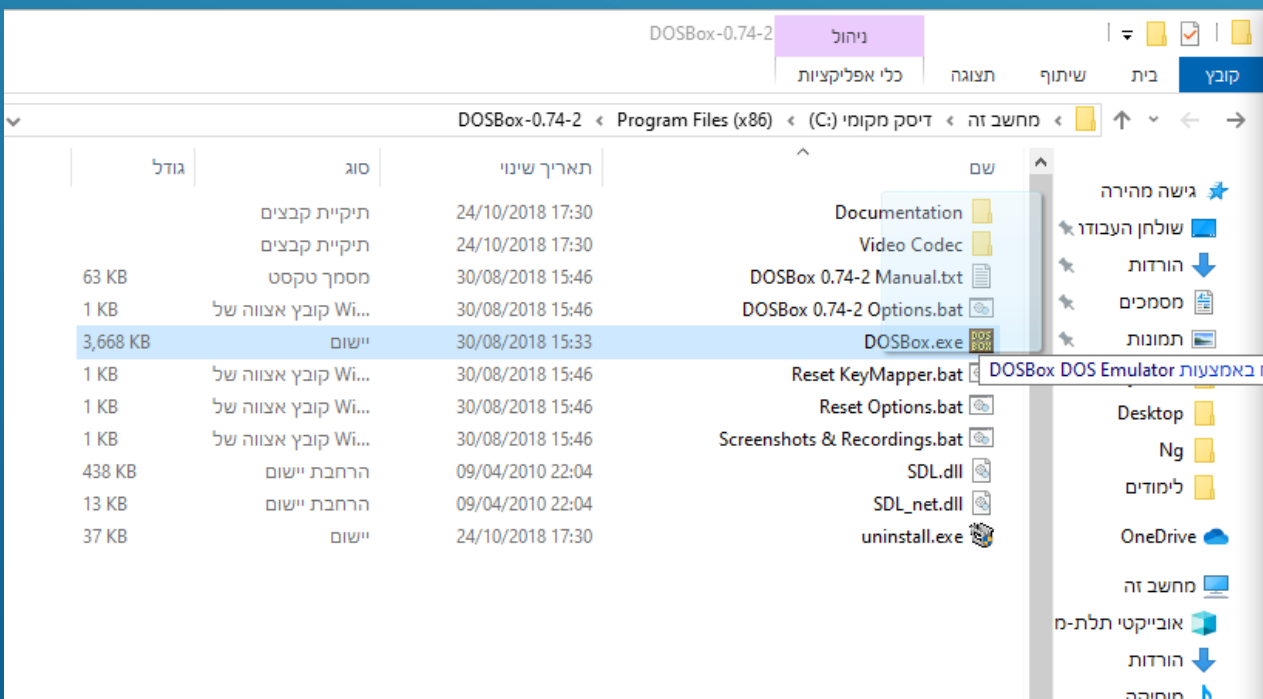 DOSBox-0.74-2
ניהול
קובץ
בית
שיתוף
תצוגה
כלי אפליקציות
מחשב זה › דיסק מקומי (C:) › Program Files (x86) › DOSBox-0.74-2
שם תאריך שינוי סוג גודל
Documentation 24/10/2018 17:30 תיקיית קבצים
Video Codec 24/10/2018 17:30 תיקיית קבצים
DOSBox 0.74-2 Manual.txt 30/08/2018 15:46 מסמך טקסט 63 KB
DOSBox 0.74-2 Options.bat 30/08/2018 15:46 קובץ אצווה של Wi... 1 KB
DOSBox.exe 30/08/2018 15:33 יישום 3,668 KB
Reset KeyMapper.bat 30/08/2018 15:46 קובץ אצווה של Wi... 1 KB
Reset Options.bat 30/08/2018 15:46 קובץ אצווה של Wi... 1 KB
Screenshots & Recordings.bat 30/08/2018 15:46 קובץ אצווה של Wi... 1 KB
SDL.dll 09/04/2010 22:04 הרחבת יישום 438 KB
SDL_net.dll 09/04/2010 22:04 הרחבת יישום 13 KB
uninstall.exe 24/10/2018 17:30 יישום 37 KB
גישה מהירה
שולחן העבודה
הורדות
מסמכים
תמונות
באמצעות DOSBox DOS Emulator
Desktop
Ng
לימודים
OneDrive
מחשב זה
אובייקטי תלת-מ
הורדות
מוסיקה